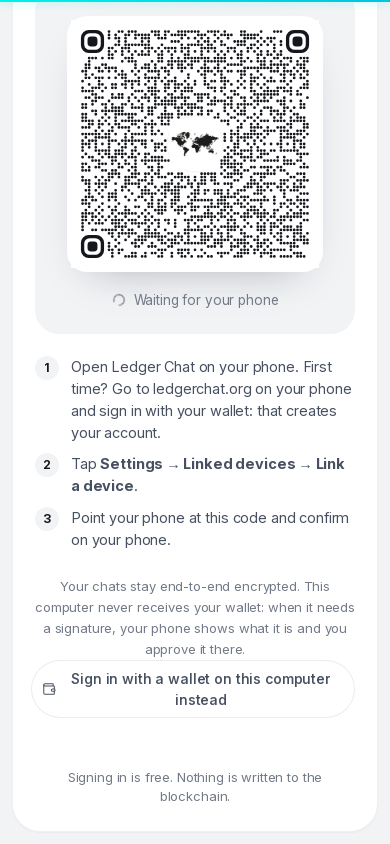 Waiting for your phone
1
Open Ledger Chat on your phone. First
time? Go to ledgerchat.org on your phone
and sign in with your wallet: that creates
your account.
2
Tap Settings → Linked devices → Link
a device.
3
Point your phone at this code and confirm
on your phone.
Your chats stay end-to-end encrypted. This
computer never receives your wallet: when it needs
a signature, your phone shows what it is and you
approve it there.
Sign in with a wallet on this computer
instead
Signing in is free. Nothing is written to the
blockchain.